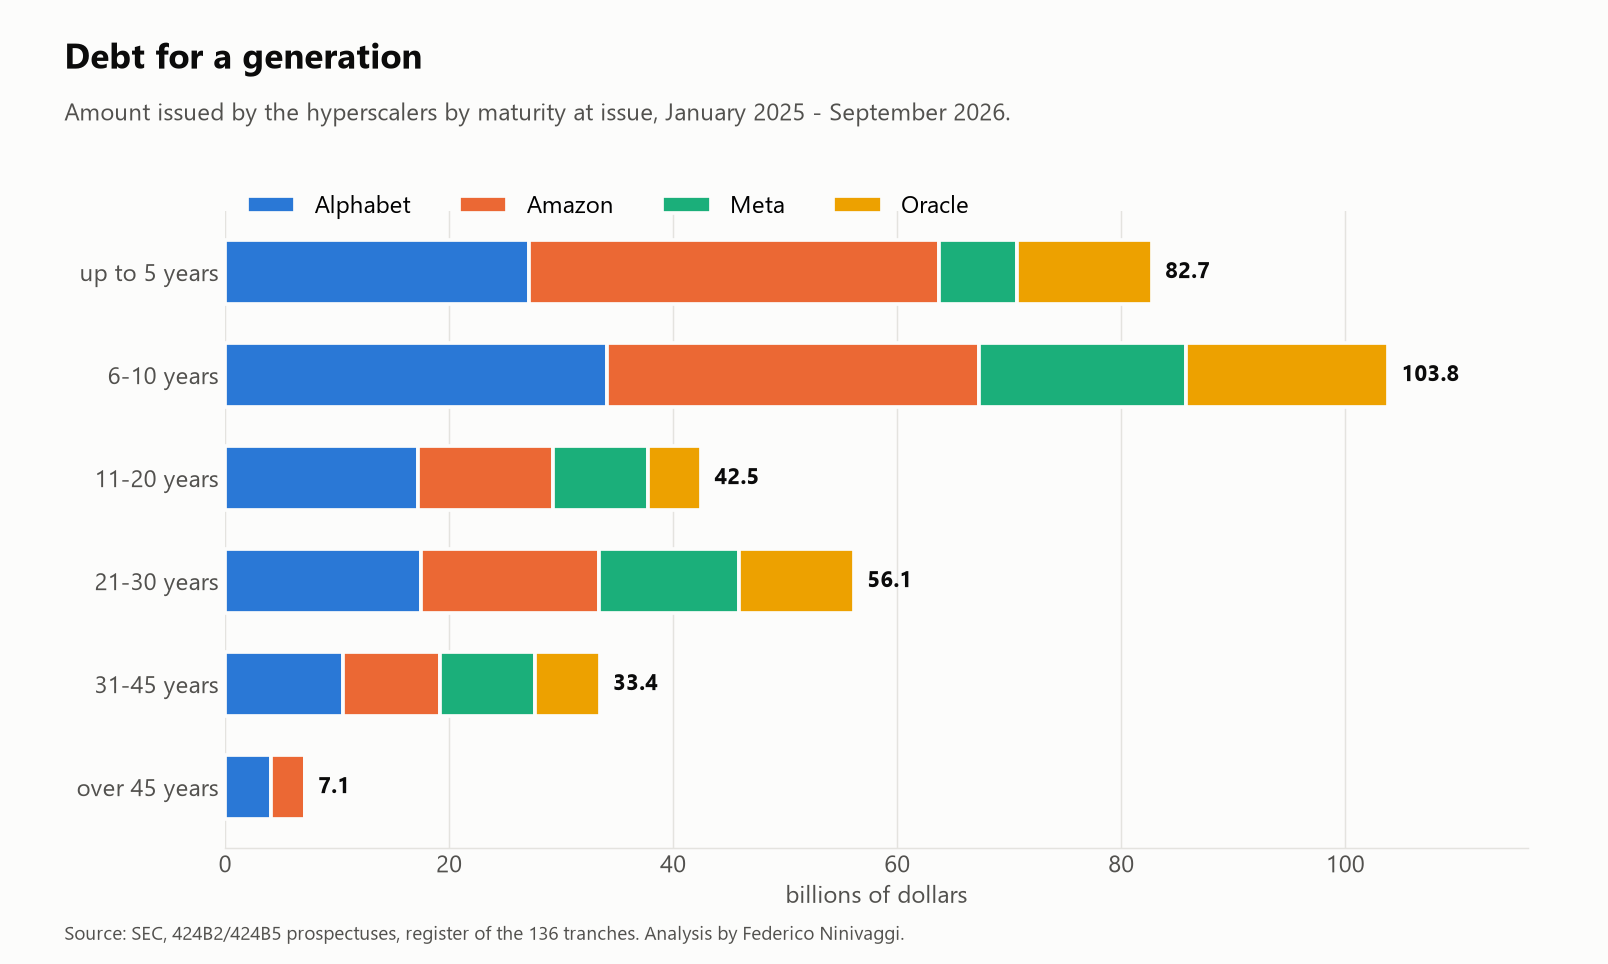 Debt for a generation
Amount issued by the hyperscalers by maturity at issue, January 2025 - September 2026.
Alphabet Amazon Meta Oracle
up to 5 years 82.7
6-10 years 103.8
11-20 years 42.5
21-30 years 56.1
31-45 years 33.4
over 45 years 7.1
0 20 40 60 80 100
billions of dollars
Source: SEC, 424B2/424B5 prospectuses, register of the 136 tranches. Analysis by Federico Ninivaggi.